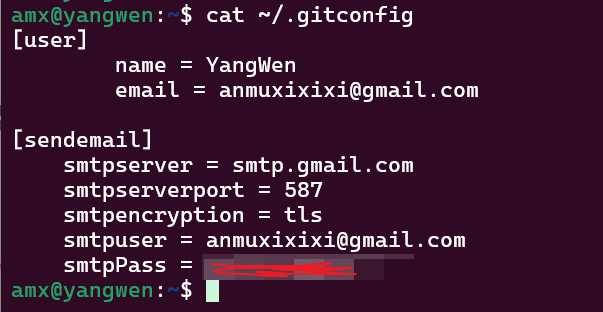 amx@yangwen:~$ cat ~/.gitconfig
[user]
name = YangWen
email = anmuxixixi@gmail.com
[sendemail]
smtpserver = smtp.gmail.com
smtpserverport = 587
smtpencryption = tls
smtpuser = anmuxixixi@gmail.com
smtpPass =
amx@yangwen:~$